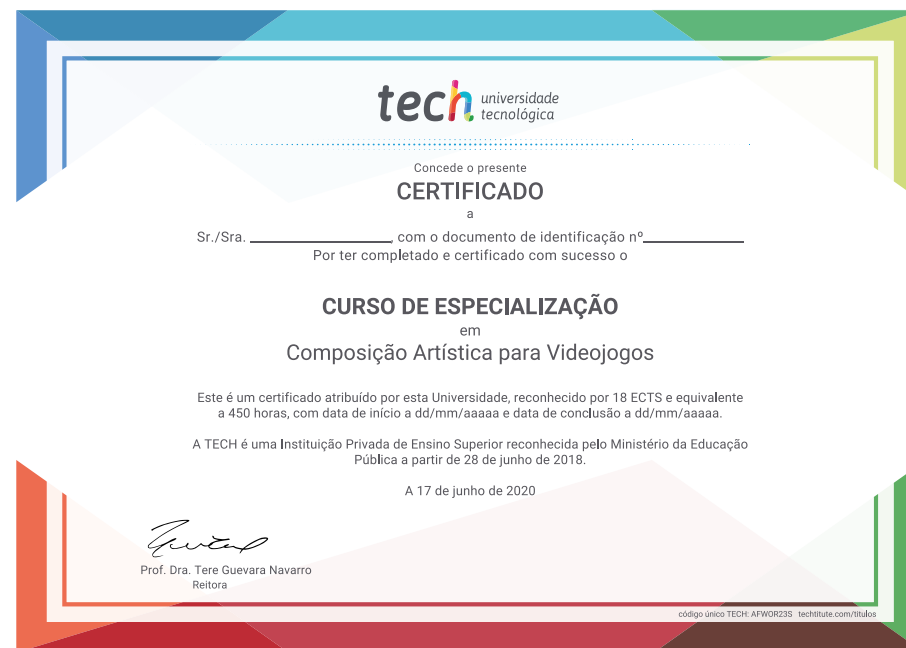 tech universidade
tecnológica
Concede o presente
CERTIFICADO
a
Sr./Sra. ____________________, com o documento de identificação nº______________
Por ter completado e certificado com sucesso o
CURSO DE ESPECIALIZAÇÃO
em
Composição Artística para Videojogos
Este é um certificado atribuído por esta Universidade, reconhecido por 18 ECTS e equivalente
a 450 horas, com data de início a dd/mm/aaaaa e data de conclusão a dd/mm/aaaaa.
A TECH é uma Instituição Privada de Ensino Superior reconhecida pelo Ministério da Educação
Pública a partir de 28 de junho de 2018.
A 17 de junho de 2020
Prof. Dra. Tere Guevara Navarro
Reitora
código único TECH: AFWOR23S techtitute.com/titulos